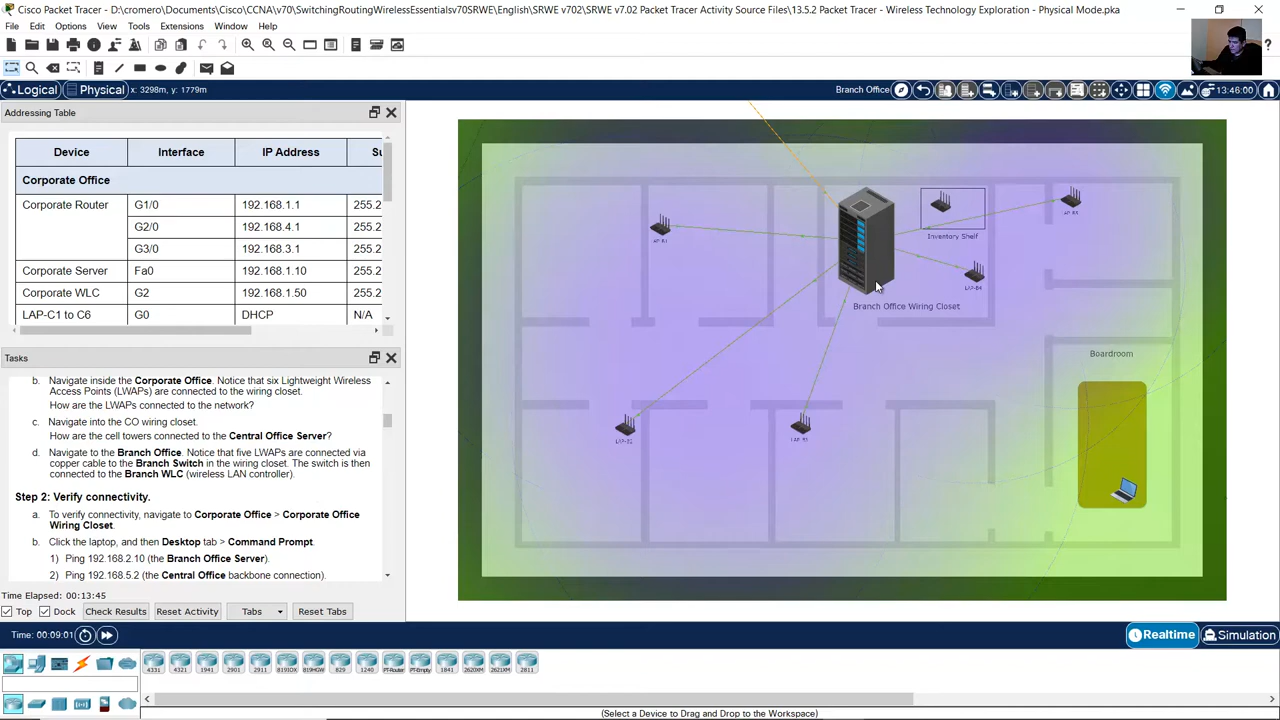 Cisco Packet Tracer - D:\cromero\Documents\Cisco\CCNA\v70\SwitchingRoutingWirelessEssentialsv70SRWE\English\SRWE v702\SRWE v7.02 Packet Tracer Activity Source Files\13.5.2 Packet Tracer - Wireless Technology Exploration - Physical Mode.pka
File Edit Options View Tools Extensions Window Help
Logical Physical x: 3298m, y: 1779m Branch Office 13:46:00
Addressing Table
Device Interface IP Address Su
Corporate Office
Corporate Router G1/0 192.168.1.1 255.2
G2/0 192.168.4.1 255.2
G3/0 192.168.3.1 255.2
Corporate Server Fa0 192.168.1.10 255.2
Corporate WLC G2 192.168.1.50 255.2
LAP-C1 to C6 G0 DHCP N/A
Tasks
b. Navigate inside the Corporate Office. Notice that six Lightweight Wireless
Access Points (LWAPs) are connected to the wiring closet.
How are the LWAPs connected to the network?
c. Navigate into the CO wiring closet.
How are the cell towers connected to the Central Office Server?
d. Navigate to the Branch Office. Notice that five LWAPs are connected via
copper cable to the Branch Switch in the wiring closet. The switch is then
connected to the Branch WLC (wireless LAN controller).
Step 2: Verify connectivity.
a. To verify connectivity, navigate to Corporate Office > Corporate Office
Wiring Closet.
b. Click the laptop, and then Desktop tab > Command Prompt.
1) Ping 192.168.2.10 (the Branch Office Server).
2) Ping 192.168.5.2 (the Central Office backbone connection).
Time Elapsed: 00:13:45
Top Dock Check Results Reset Activity Tabs Reset Tabs
Inventory Shelf
LAP-B4
Branch Office Wiring Closet
Boardroom
Time: 00:09:01 Realtime Simulation
4331 4321 1941 2901 2911 819IOX 819HGW 829 1240 PT-Router PT-Empty 1841 2620XM 2621XM 2811
(Select a Device to Drag and Drop to the Workspace)